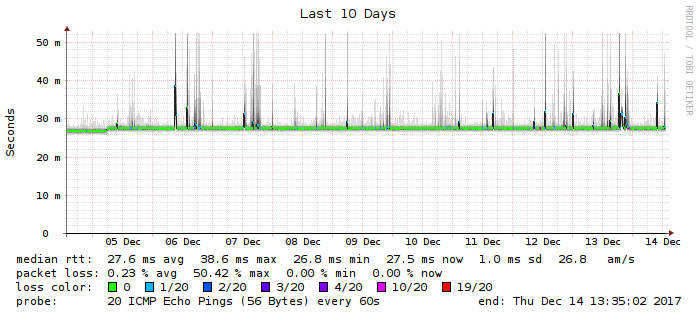 Last 10 Days
RRDTOOL / TOBI OETIKER
Seconds
50 m
40 m
30 m
20 m
10 m
0
05 Dec 06 Dec 07 Dec 08 Dec 09 Dec 10 Dec 11 Dec 12 Dec 13 Dec 14 Dec
median rtt: 27.6 ms avg 38.6 ms max 26.8 ms min 27.5 ms now 1.0 ms sd 26.8 am/s
packet loss: 0.23 % avg 50.42 % max 0.00 % min 0.00 % now
loss color: 0 1/20 2/20 3/20 4/20 10/20 19/20
probe: 20 ICMP Echo Pings (56 Bytes) every 60s end: Thu Dec 14 13:35:02 2017